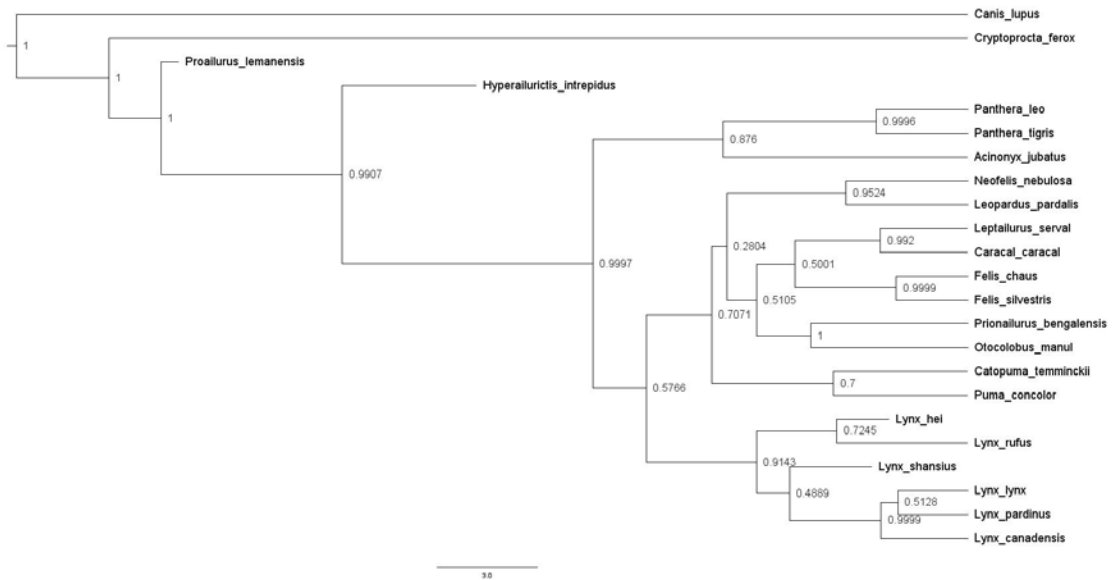 Canis_lupus
1
Cryptoprocta_ferox
Proailurus_lemanensis
1
Hyperailurictis_intrepidus
Panthera_leo
0.9996
1
Panthera_tigris
0.876
Acinonyx_jubatus
0.9907
Neofelis_nebulosa
0.9524
Leopardus_pardalis
Leptailurus_serval
0.992
0.2804
Caracal_caracal
0.9997
0.5001
Felis_chaus
0.9999
0.5105
Felis_silvestris
0.7071
Prionailurus_bengalensis
1
Otocolobus_manul
Catopuma_temminckii
0.5766
0.7
Puma_concolor
Lynx_hei
0.7245
Lynx_rufus
0.9143
Lynx_shansius
Lynx_lynx
0.4889
0.5128
Lynx_pardinus
0.9999
Lynx_canadensis
3.0